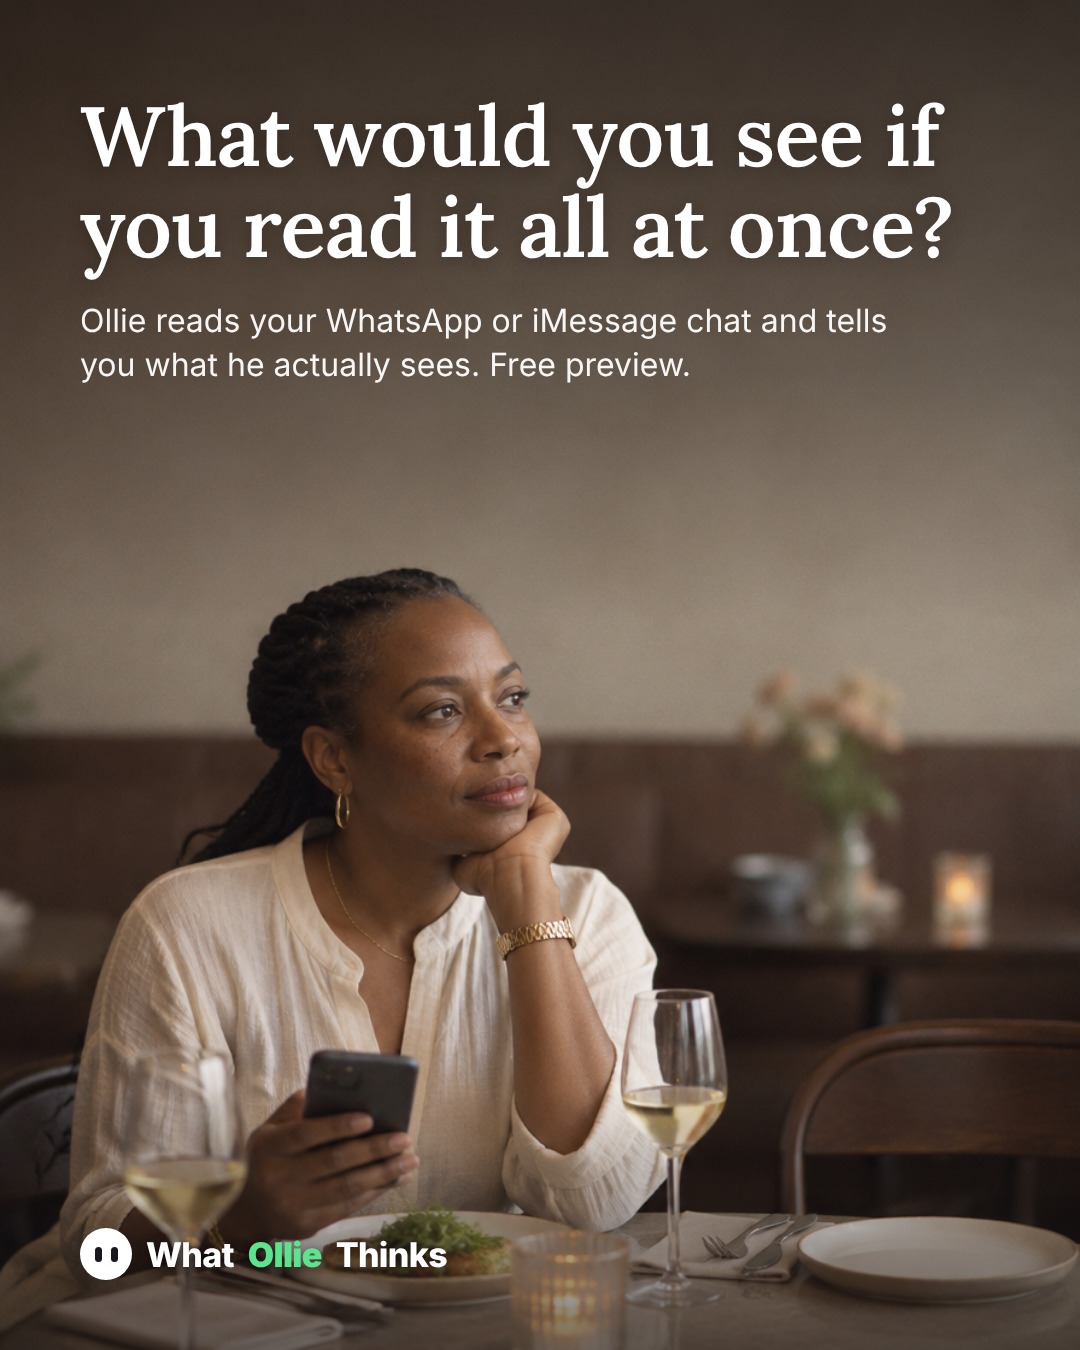 What would you see if
you read it all at once?
Ollie reads your WhatsApp or iMessage chat and tells
you what he actually sees. Free preview.
What Ollie Thinks